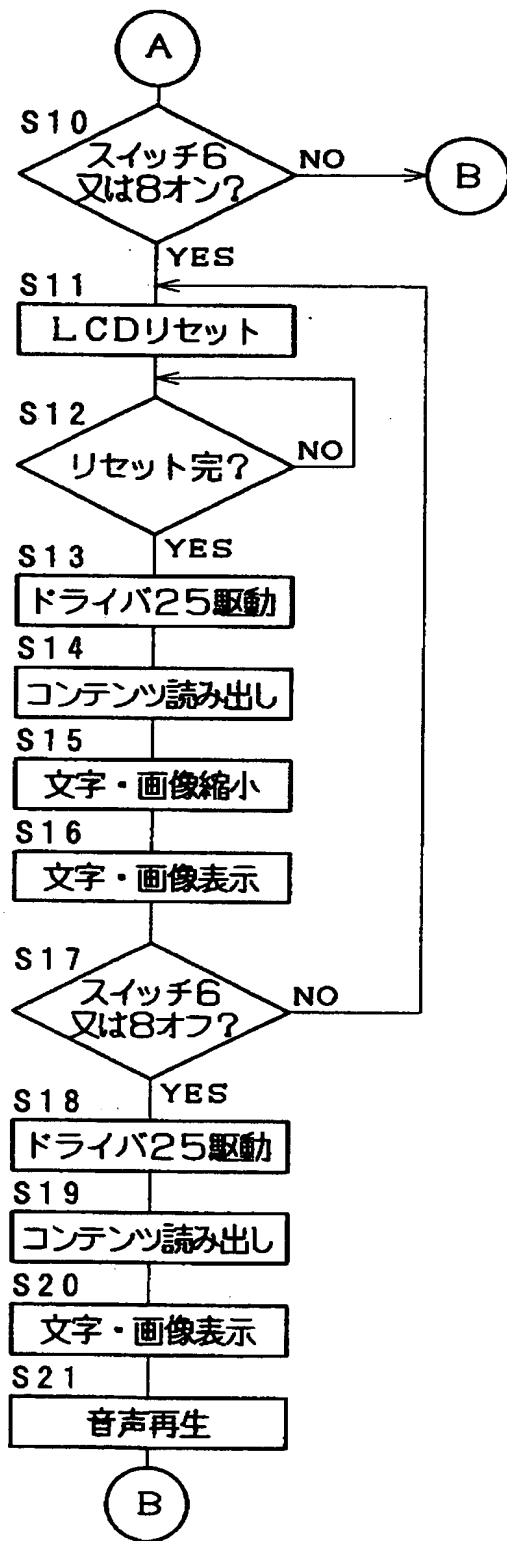 A
S10
スイッチ6
又は8オン?
NO
B
YES
S11
LCDリセット
S12
リセット完?
NO
YES
S13
ドライバ25駆動
S14
コンテンツ読み出し
S15
文字・画像縮小
S16
文字・画像表示
S17
スイッチ6
又は8オフ?
NO
YES
S18
ドライバ25駆動
S19
コンテンツ読み出し
S20
文字・画像表示
S21
音声再生
B